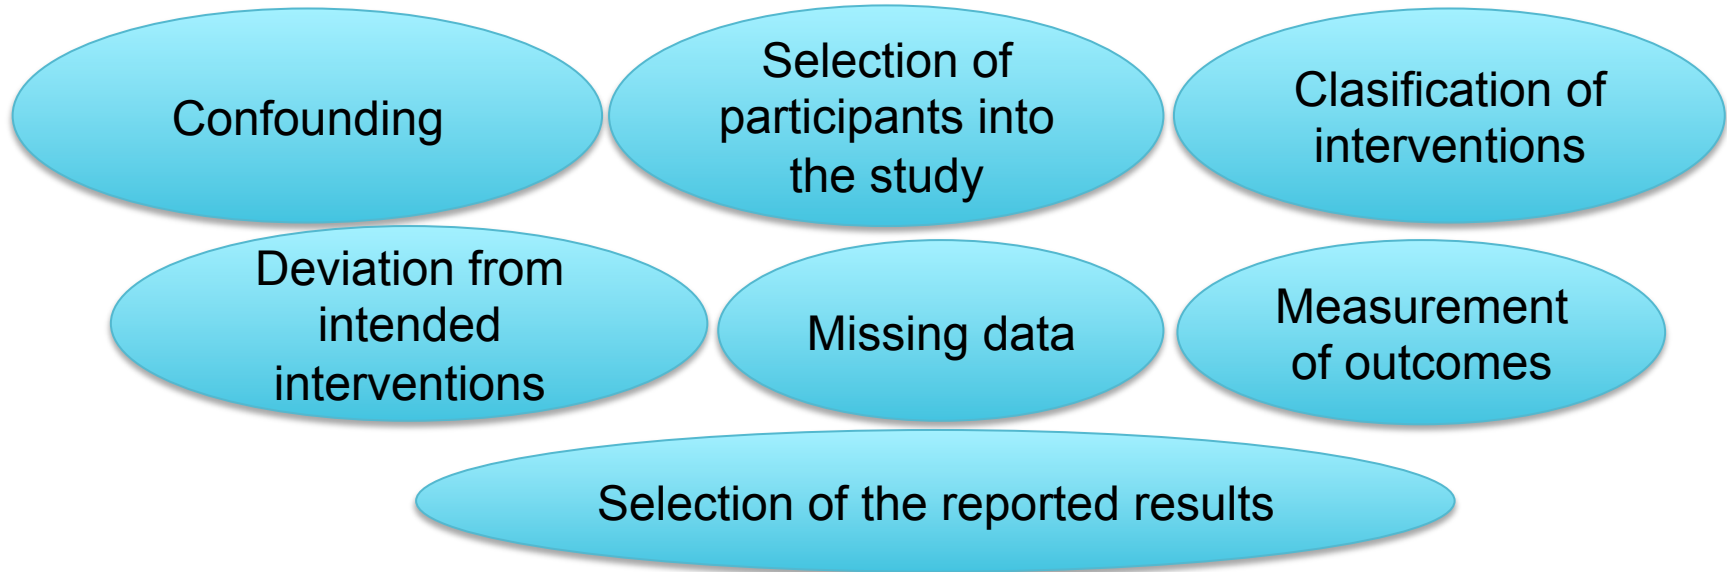 Confounding
Selection of
participants into
the study
Clasification of
interventions
Deviation from
intended
interventions
Missing data
Measurement
of outcomes
Selection of the reported results